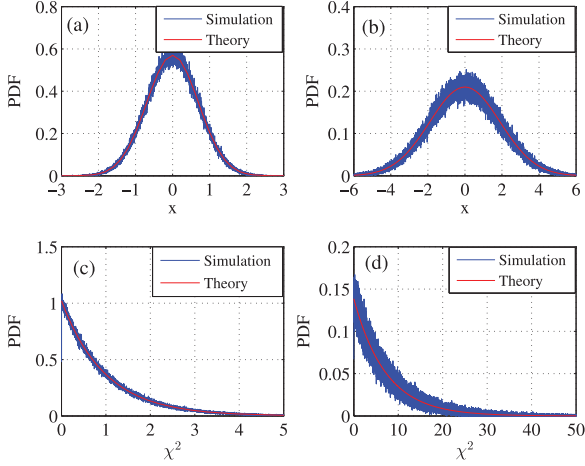 (a)
Simulation
Theory
PDF
0.8
0.6
0.4
0.2
0
−3 −2 −1 0 1 2 3
x
(b)
Simulation
Theory
PDF
0.4
0.3
0.2
0.1
0
−6 −4 −2 0 2 4 6
x
(c)
Simulation
Theory
PDF
1.5
1
0.5
0
0 1 2 3 4 5
χ²
(d)
Simulation
Theory
PDF
0.2
0.15
0.1
0.05
0
0 10 20 30 40 50
χ²